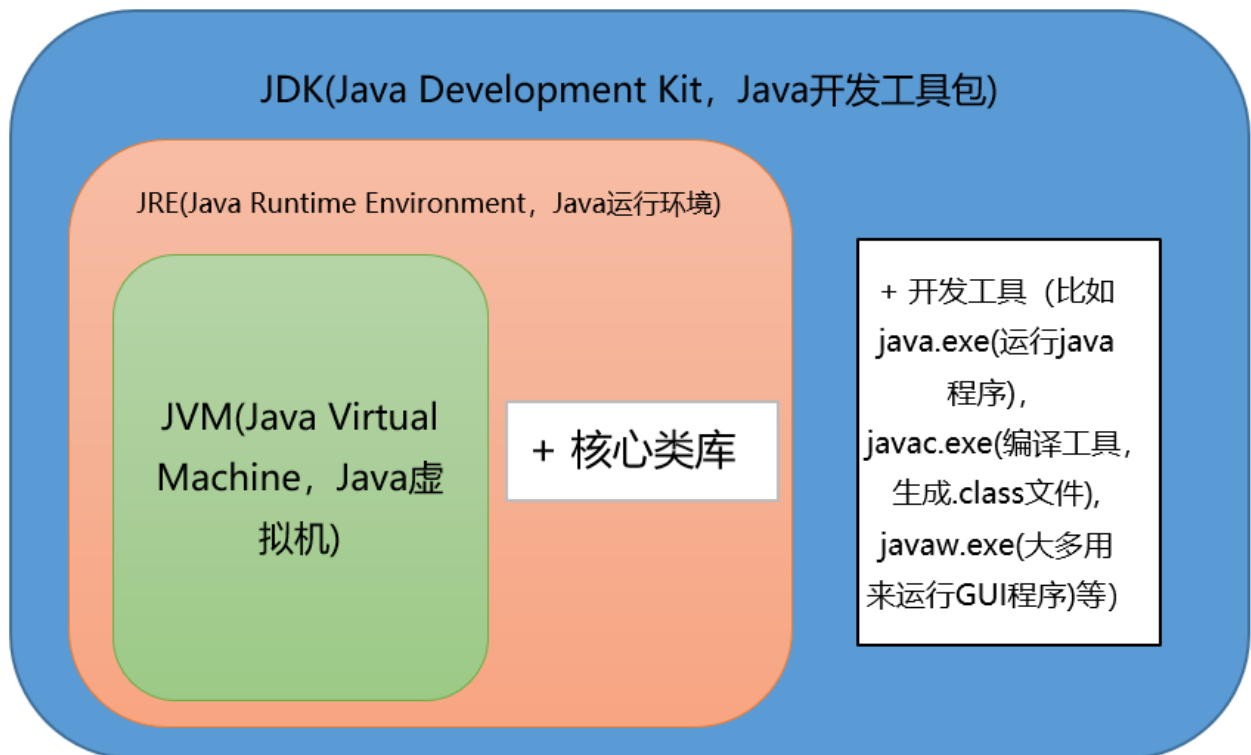 JDK(Java Development Kit，Java开发工具包)
JRE(Java Runtime Environment，Java运行环境)
JVM(Java Virtual
Machine，Java虚
拟机)
+ 核心类库
+ 开发工具（比如
java.exe(运行java
程序)，
javac.exe(编译工具，
生成.class文件),
javaw.exe(大多用
来运行GUI程序)等）